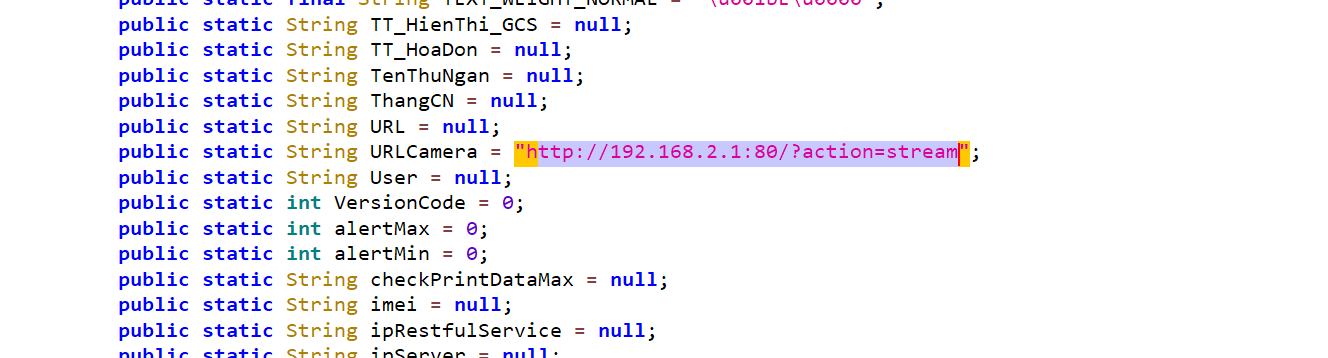 public static final String TEXT_WEIGHT_NORMAL = "\u001bE\u0000";
public static String TT_HienThi_GCS = null;
public static String TT_HoaDon = null;
public static String TenThuNgan = null;
public static String ThangCN = null;
public static String URL = null;
public static String URLCamera = "http://192.168.2.1:80/?action=stream";
public static String User = null;
public static int VersionCode = 0;
public static int alertMax = 0;
public static int alertMin = 0;
public static String checkPrintDataMax = null;
public static String imei = null;
public static String ipRestfulService = null;
public static String ipServer = null;